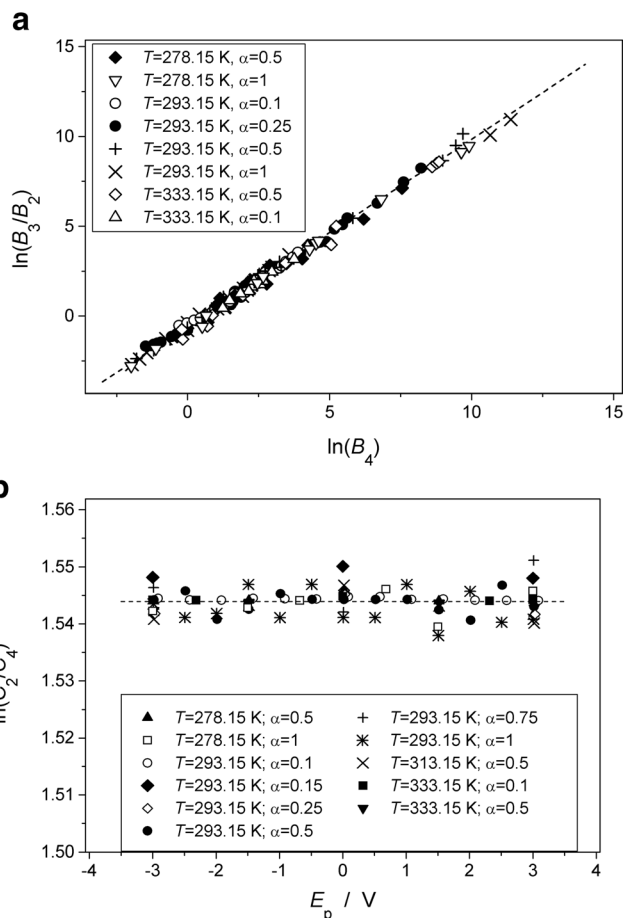 a
ln(B3/B2)
15
10
5
0
0
5
10
15
ln(B4)
T=278.15 K, α=0.5
T=278.15 K, α=1
T=293.15 K, α=0.1
T=293.15 K, α=0.25
T=293.15 K, α=0.5
T=293.15 K, α=1
T=333.15 K, α=0.5
T=333.15 K, α=0.1
1.56
1.55
1.54
1.53
1.52
1.51
1.50
-4
-3
-2
-1
0
1
2
3
4
Ep / V
T=278.15 K; α=0.5
T=278.15 K; α=1
T=293.15 K; α=0.1
T=293.15 K; α=0.15
T=293.15 K; α=0.25
T=293.15 K; α=0.5
T=293.15 K; α=0.75
T=293.15 K; α=1
T=313.15 K; α=0.5
T=333.15 K; α=0.1
T=333.15 K; α=0.5